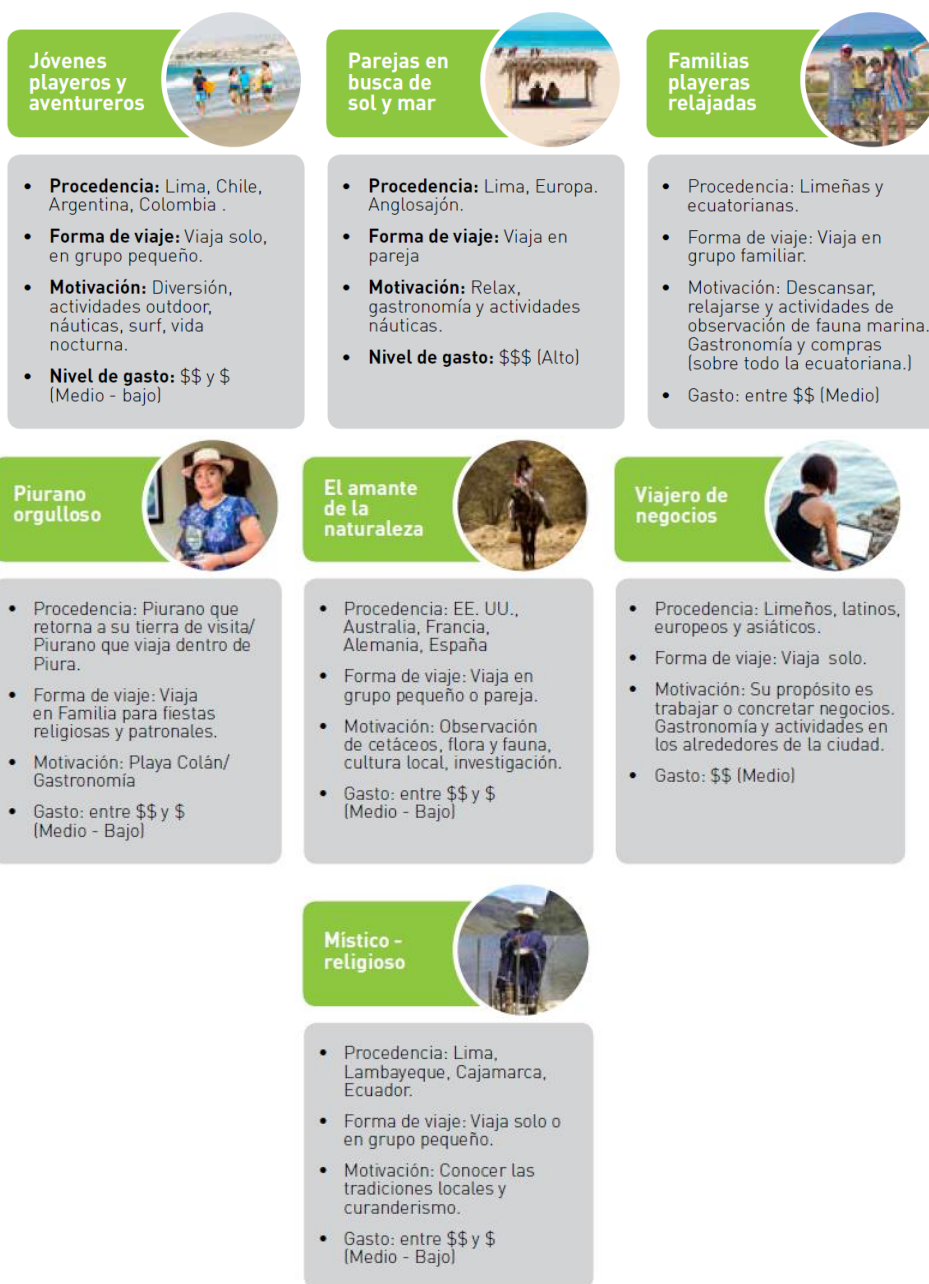 Jóvenes
playeros y
aventureros
• Procedencia: Lima, Chile,
Argentina, Colombia .
• Forma de viaje: Viaja solo,
en grupo pequeño.
• Motivación: Diversión,
actividades outdoor,
náuticas, surf, vida
nocturna.
• Nivel de gasto: $$ y $
(Medio - bajo)
Parejas en
busca de
sol y mar
• Procedencia: Lima, Europa.
Anglosajón.
• Forma de viaje: Viaja en
pareja
• Motivación: Relax,
gastronomía y actividades
náuticas.
• Nivel de gasto: $$$ (Alto)
Familias
playeras
relajadas
• Procedencia: Limeñas y
ecuatorianas.
• Forma de viaje: Viaja en
grupo familiar.
• Motivación: Descansar,
relajarse y actividades de
observación de fauna marina.
Gastronomía y compras
(sobre todo la ecuatoriana.)
• Gasto: entre $$ (Medio)
Piurano
orgulloso
• Procedencia: Piurano que
retorna a su tierra de visita/
Piurano que viaja dentro de
Piura.
• Forma de viaje: Viaja
en Familia para fiestas
religiosas y patronales.
• Motivación: Playa Colán/
Gastronomía
• Gasto: entre $$ y $
(Medio - Bajo)
El amante
de la
naturaleza
• Procedencia: EE. UU.,
Australia, Francia,
Alemania, España
• Forma de viaje: Viaja en
grupo pequeño o pareja.
• Motivación: Observación
de cetáceos, flora y fauna,
cultura local, investigación.
• Gasto: entre $$ y $
(Medio - Bajo)
Viajero de
negocios
• Procedencia: Limeños, latinos,
europeos y asiáticos.
• Forma de viaje: Viaja solo.
• Motivación: Su propósito es
trabajar o concretar negocios.
Gastronomía y actividades en
los alrededores de la ciudad.
• Gasto: $$ (Medio)
Místico -
religioso
• Procedencia: Lima,
Lambayeque, Cajamarca,
Ecuador.
• Forma de viaje: Viaja solo o
en grupo pequeño.
• Motivación: Conocer las
tradiciones locales y
curanderismo.
• Gasto: entre $$ y $
(Medio - Bajo)